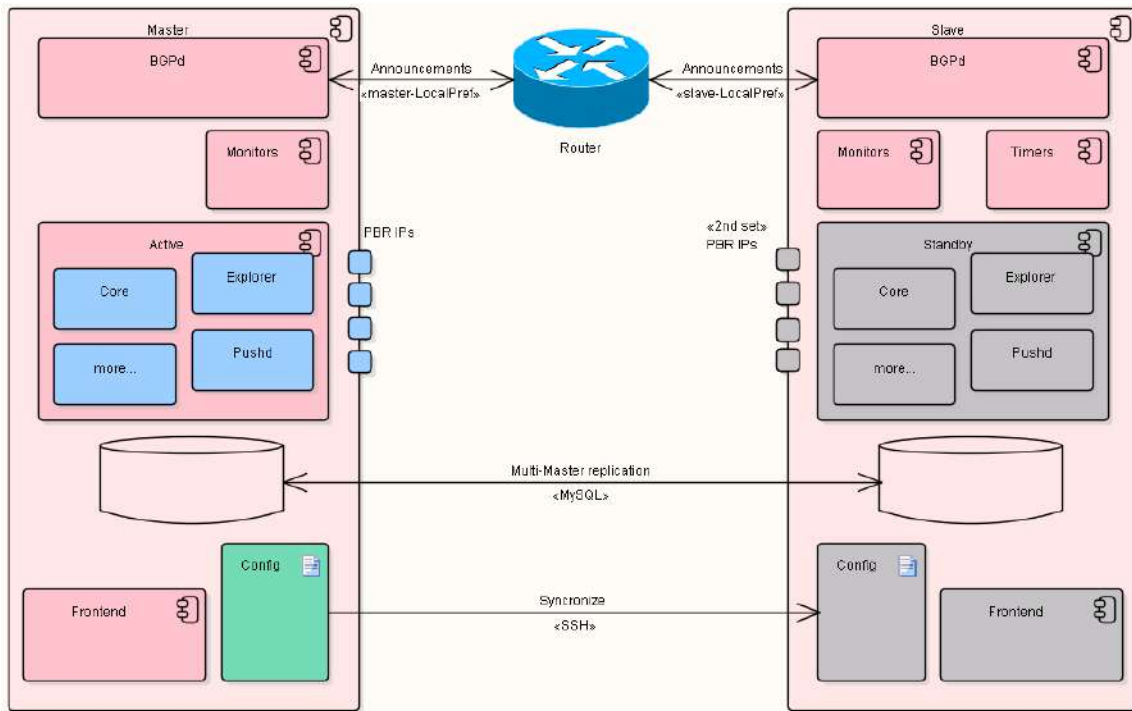 Master
Slave
BGPd
Announcements
«master-LocalPref»
Router
Announcements
«slave-LocalPref»
BGPd
Monitors
Monitors
Timers
PBR IPs
«2nd set»
PBR IPs
Active
Core
Explorer
more...
Pushd
Standby
Core
Explorer
more...
Pushd
Multi-Master replication
«MySQL»
Config
Frontend
Syncronize
«SSH»
Config
Frontend